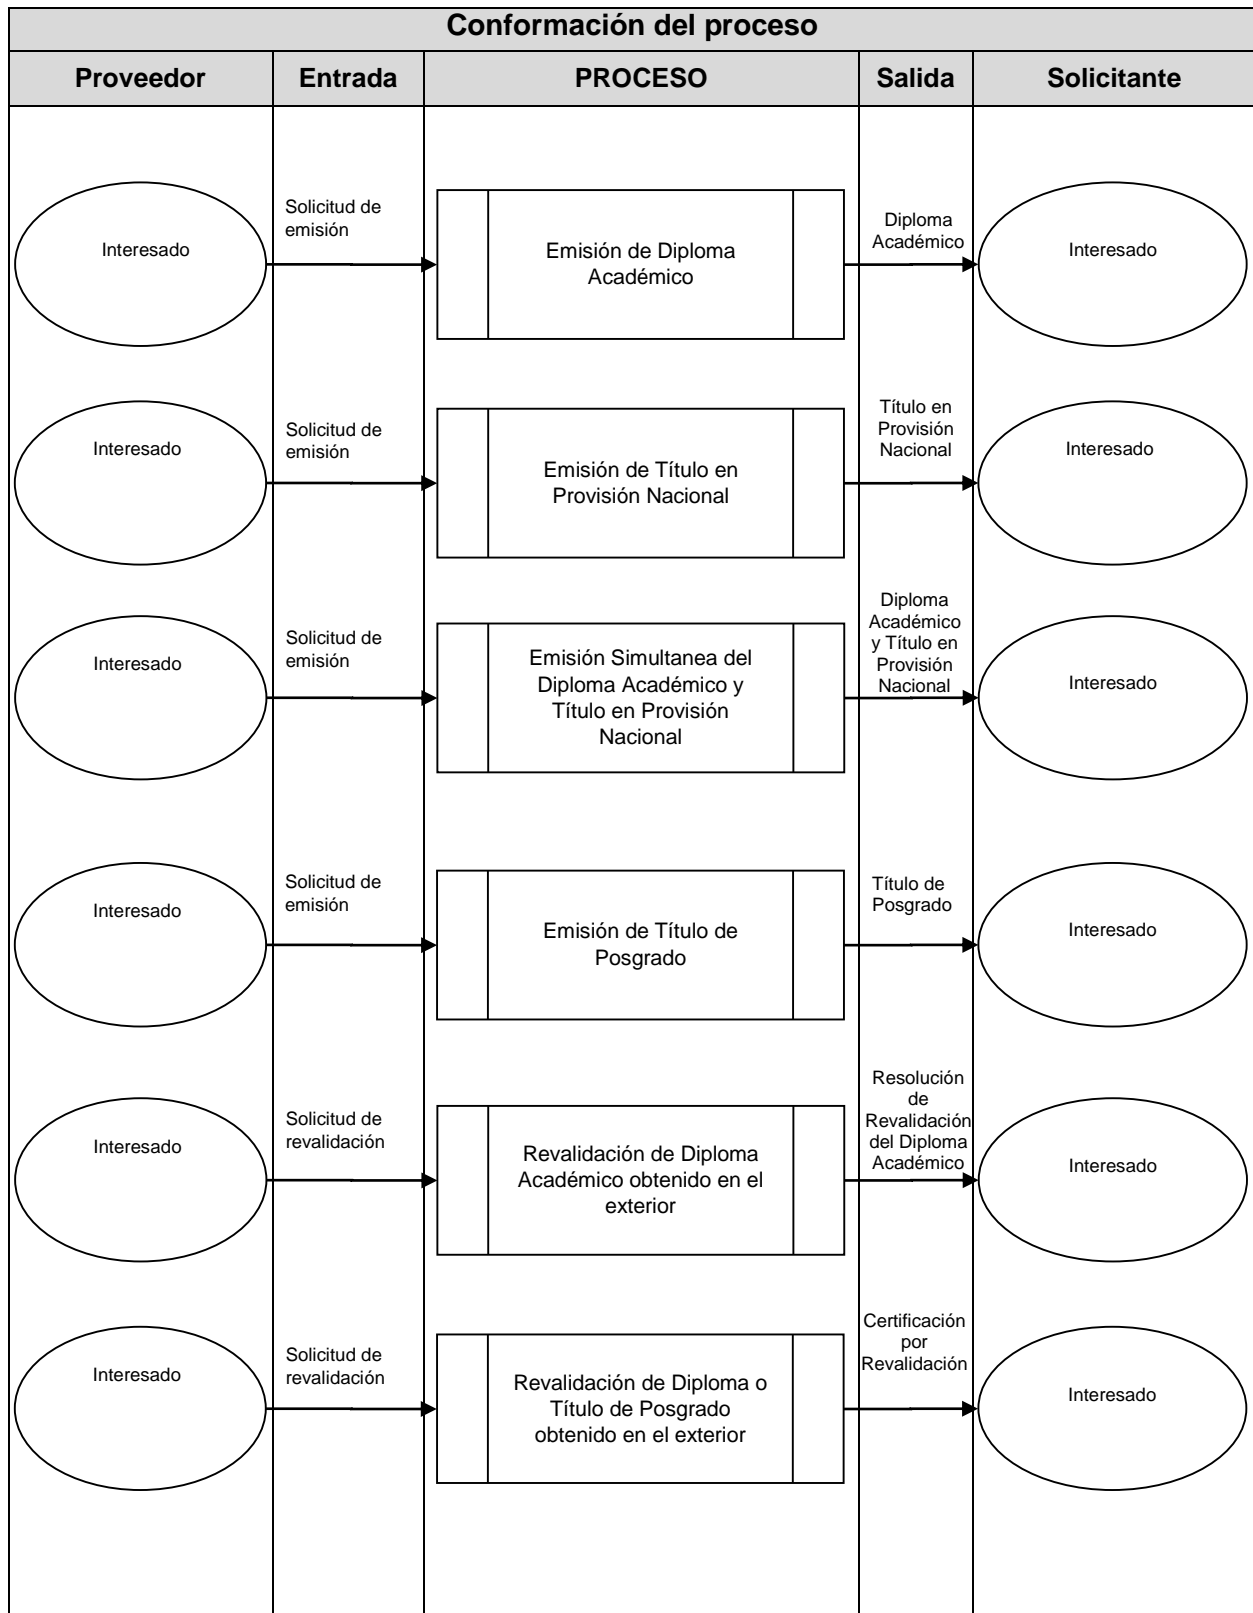 Conformación del proceso
Proveedor
Entrada
PROCESO
Salida
Solicitante
Interesado
Solicitud de
emisión
Emisión de Diploma
Académico
Diploma
Académico
Interesado
Interesado
Solicitud de
emisión
Emisión de Título en
Provisión Nacional
Título en
Provisión
Nacional
Interesado
Interesado
Solicitud de
emisión
Emisión Simultanea del
Diploma Académico y
Título en Provisión
Nacional
Diploma
Académico
y Título en
Provisión
Nacional
Interesado
Interesado
Solicitud de
emisión
Emisión de Título de
Posgrado
Título de
Posgrado
Interesado
Interesado
Solicitud de
revalidación
Revalidación de Diploma
Académico obtenido en el
exterior
Resolución
de
Revalidación
del Diploma
Académico
Interesado
Interesado
Solicitud de
revalidación
Revalidación de Diploma o
Título de Posgrado
obtenido en el exterior
Certificación
por
Revalidación
Interesado